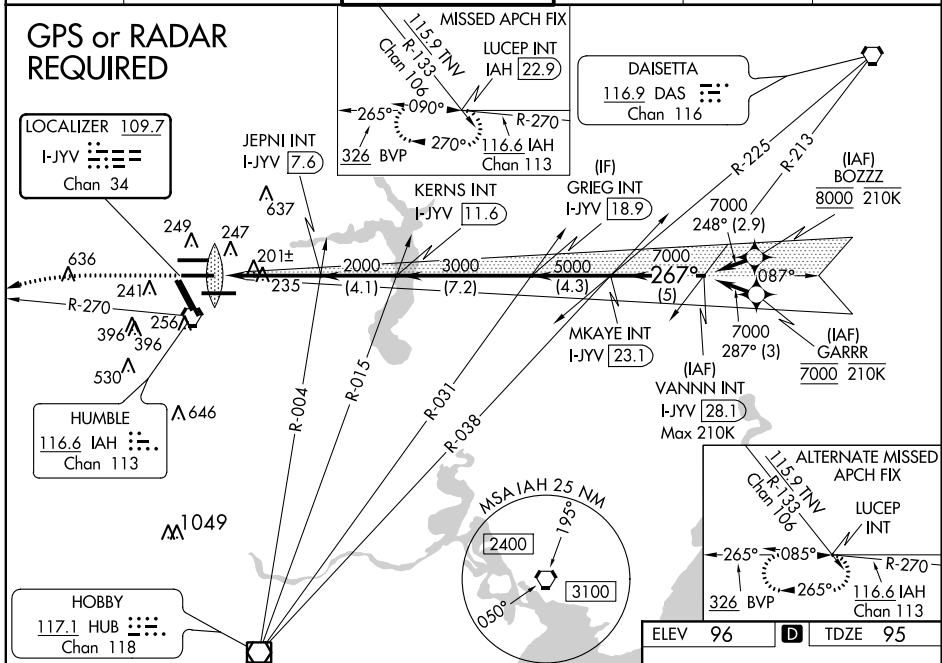 GPS or RADAR
REQUIRED
MISSED APCH FIX
115.9 TNV
R-133
Chan 106
LUCEP INT
IAH 22.9
265°
090°
270°
R-270
326 BVP
116.6 IAH
Chan 113
DAISETTA
116.9 DAS
Chan 116
LOCALIZER 109.7
I-JYV
Chan 34
JEPNI INT
I-JYV 7.6
KERNS INT
I-JYV 11.6
(IF)
GRIEG INT
I-JYV 18.9
R-225
R-213
(IAF)
BOZZZ
8000 210K
7000
248° (2.9)
637
249
247
201±
235
636
241
R-270
256
396
396
530
646
2000
(4.1)
3000
(7.2)
5000
(4.3)
7000
267°
(5)
087°
7000
287° (3)
MKAYE INT
I-JYV 23.1
(IAF)
GARRR
7000 210K
(IAF)
VANNN INT
I-JYV 28.1
Max 210K
HUMBLE
116.6 IAH
Chan 113
R-004
R-015
R-031
R-038
1049
MSA IAH 25 NM
195°
2400
3100
050°
HOBBY
117.1 HUB
Chan 118
ALTERNATE MISSED
APCH FIX
115.9 TNV
R-133
Chan 106
LUCEP
INT
265°
085°
265°
R-270
326 BVP
116.6 IAH
Chan 113
ELEV 96 D TDZE 95